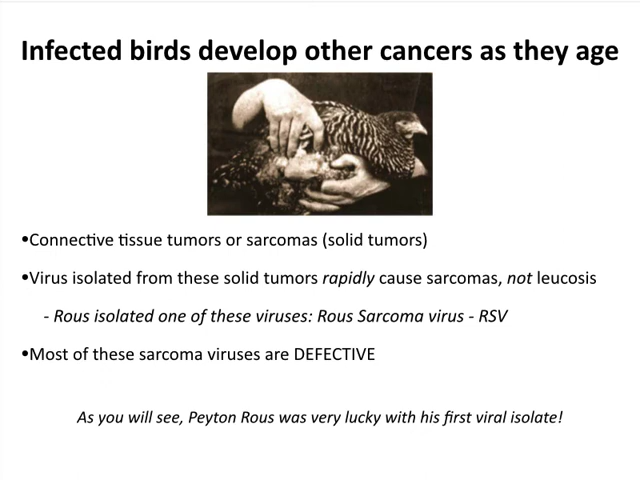 Infected birds develop other cancers as they age
•Connective tissue tumors or sarcomas (solid tumors)
•Virus isolated from these solid tumors rapidly cause sarcomas, not leucosis
- Rous isolated one of these viruses: Rous Sarcoma virus - RSV
•Most of these sarcoma viruses are DEFECTIVE
As you will see, Peyton Rous was very lucky with his first viral isolate!